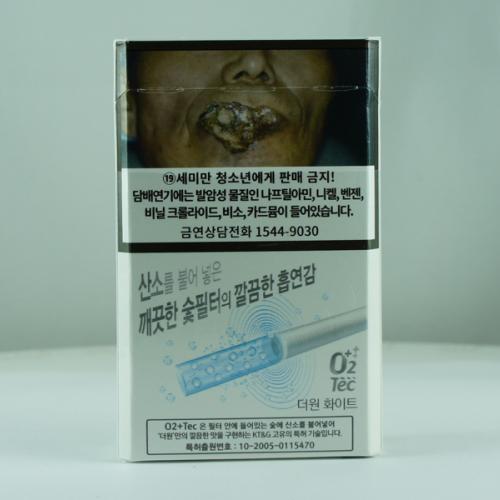 ⑲세미만 청소년에게 판매 금지!
담배연기에는 발암성 물질인 나프틸아민, 니켈, 벤젠,
비닐 크롤라이드, 비소, 카드뮴이 들어있습니다.
금연상담전화 1544-9030
산소를 불어 넣은
깨끗한 숯필터의 깔끔한 흡연감
O2++
Tec
더원 화이트
O2+Tec 은 필터 안에 들어있는 숯에 산소를 불어넣어
'더원'만의 깔끔한 맛을 구현하는 KT&G 고유의 특허 기술입니다.
특허출원번호 : 10-2005-0115470